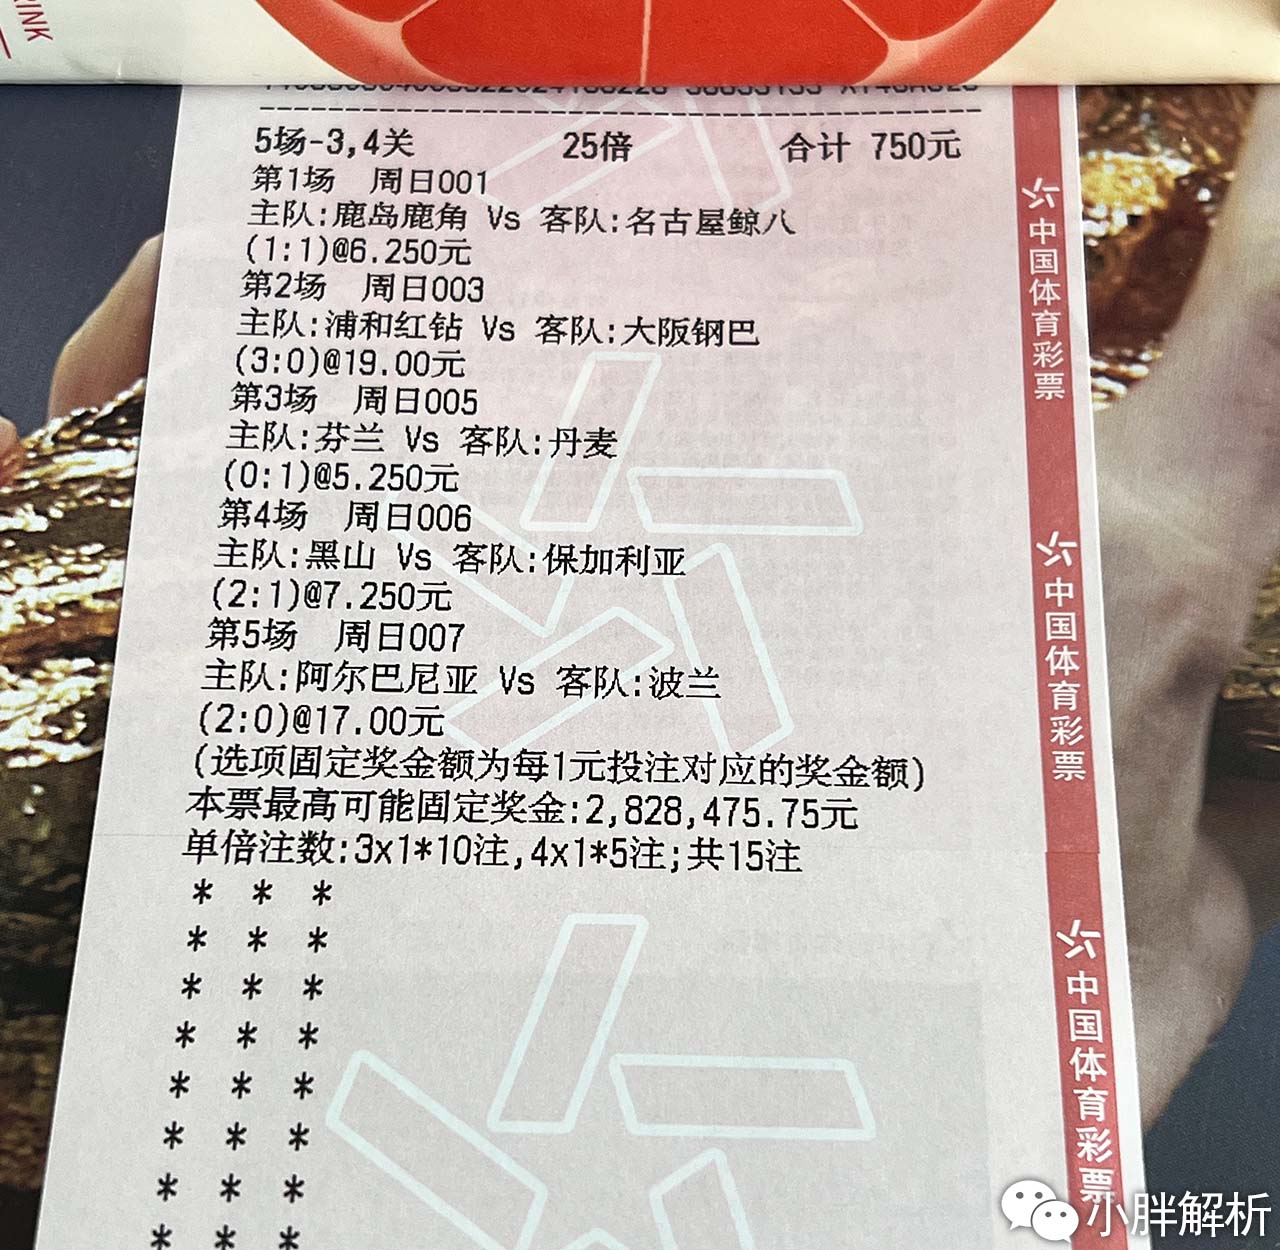 RINK
5场-3,4关 25倍 合计 750元
第1场 周日001
主队:鹿岛鹿角 Vs 客队:名古屋鲸八
(1:1)@6.250元
第2场 周日003
主队:浦和红钻 Vs 客队:大阪钢巴
(3:0)@19.00元
第3场 周日005
主队:芬兰 Vs 客队:丹麦
(0:1)@5.250元
第4场 周日006
主队:黑山 Vs 客队:保加利亚
(2:1)@7.250元
第5场 周日007
主队:阿尔巴尼亚 Vs 客队:波兰
(2:0)@17.00元
(选项固定奖金额为每1元投注对应的奖金额)
本票最高可能固定奖金:2,828,475.75元
单倍注数:3x1*10注,4x1*5注;共15注
* * *
* * *
* * *
* * *
* * *
* * *
* * *
* * *
中国体育彩票
中国体育彩票
中国体育彩票
小胖解析